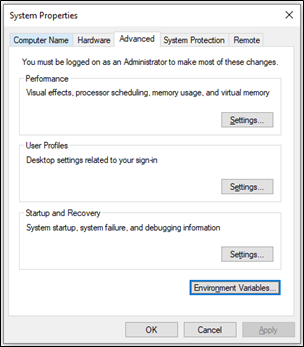 System Properties
Computer Name Hardware Advanced System Protection Remote
You must be logged on as an Administrator to make most of these changes.
Performance
Visual effects, processor scheduling, memory usage, and virtual memory
Settings...
User Profiles
Desktop settings related to your sign-in
Settings...
Startup and Recovery
System startup, system failure, and debugging information
Settings...
Environment Variables...
OK Cancel Apply